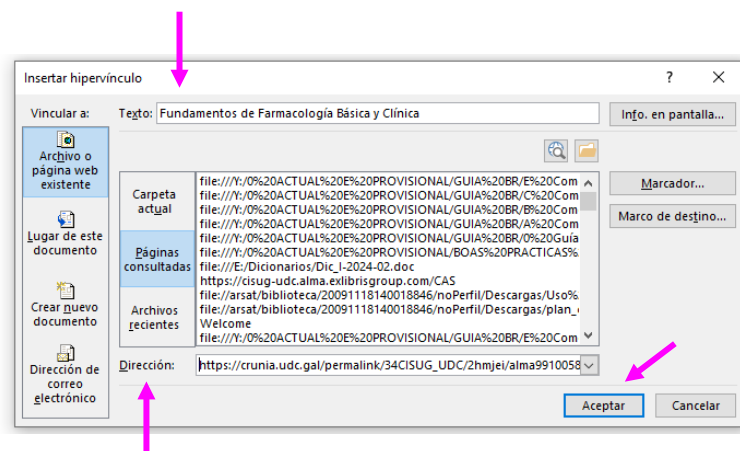 Insertar hipervínculo ? X
Vincular a:
Texto: Fundamentos de Farmacología Básica y Clínica
Info. en pantalla...
Archivo o
página web
existente
Lugar de este
documento
Crear nuevo
documento
Dirección de
correo
electrónico
Carpeta
actual
Páginas
consultadas
Archivos
recientes
file:///Y:/0%20ACTUAL%20E%20PROVISIONAL/GUIA%20BR/E%20Com
file:///Y:/0%20ACTUAL%20E%20PROVISIONAL/GUIA%20BR/C%20Com
file:///Y:/0%20ACTUAL%20E%20PROVISIONAL/GUIA%20BR/B%20Com
file:///Y:/0%20ACTUAL%20E%20PROVISIONAL/GUIA%20BR/A%20Com
file:///Y:/0%20ACTUAL%20E%20PROVISIONAL/GUIA%20BR/0%20Guía
file:///Y:/0%20ACTUAL%20E%20PROVISIONAL/BOAS%20PRACTICAS%
file:///E:/Dicionarios/Dic_I-2024-02.doc
https://cisug-udc.alma.exlibrisgroup.com/CAS
file://arsat/biblioteca/20091118140018846/noPerfil/Descargas/Uso%
file://arsat/biblioteca/20091118140018846/noPerfil/Descargas/plan_
Welcome
file:///Y:/0%20ACTUAL%20E%20PROVISIONAL/GUIA%20BR/E%20Com
Marcador...
Marco de destino...
Dirección: https://crunia.udc.gal/permalink/34CISUG_UDC/2hmjei/alma9910058
Aceptar
Cancelar